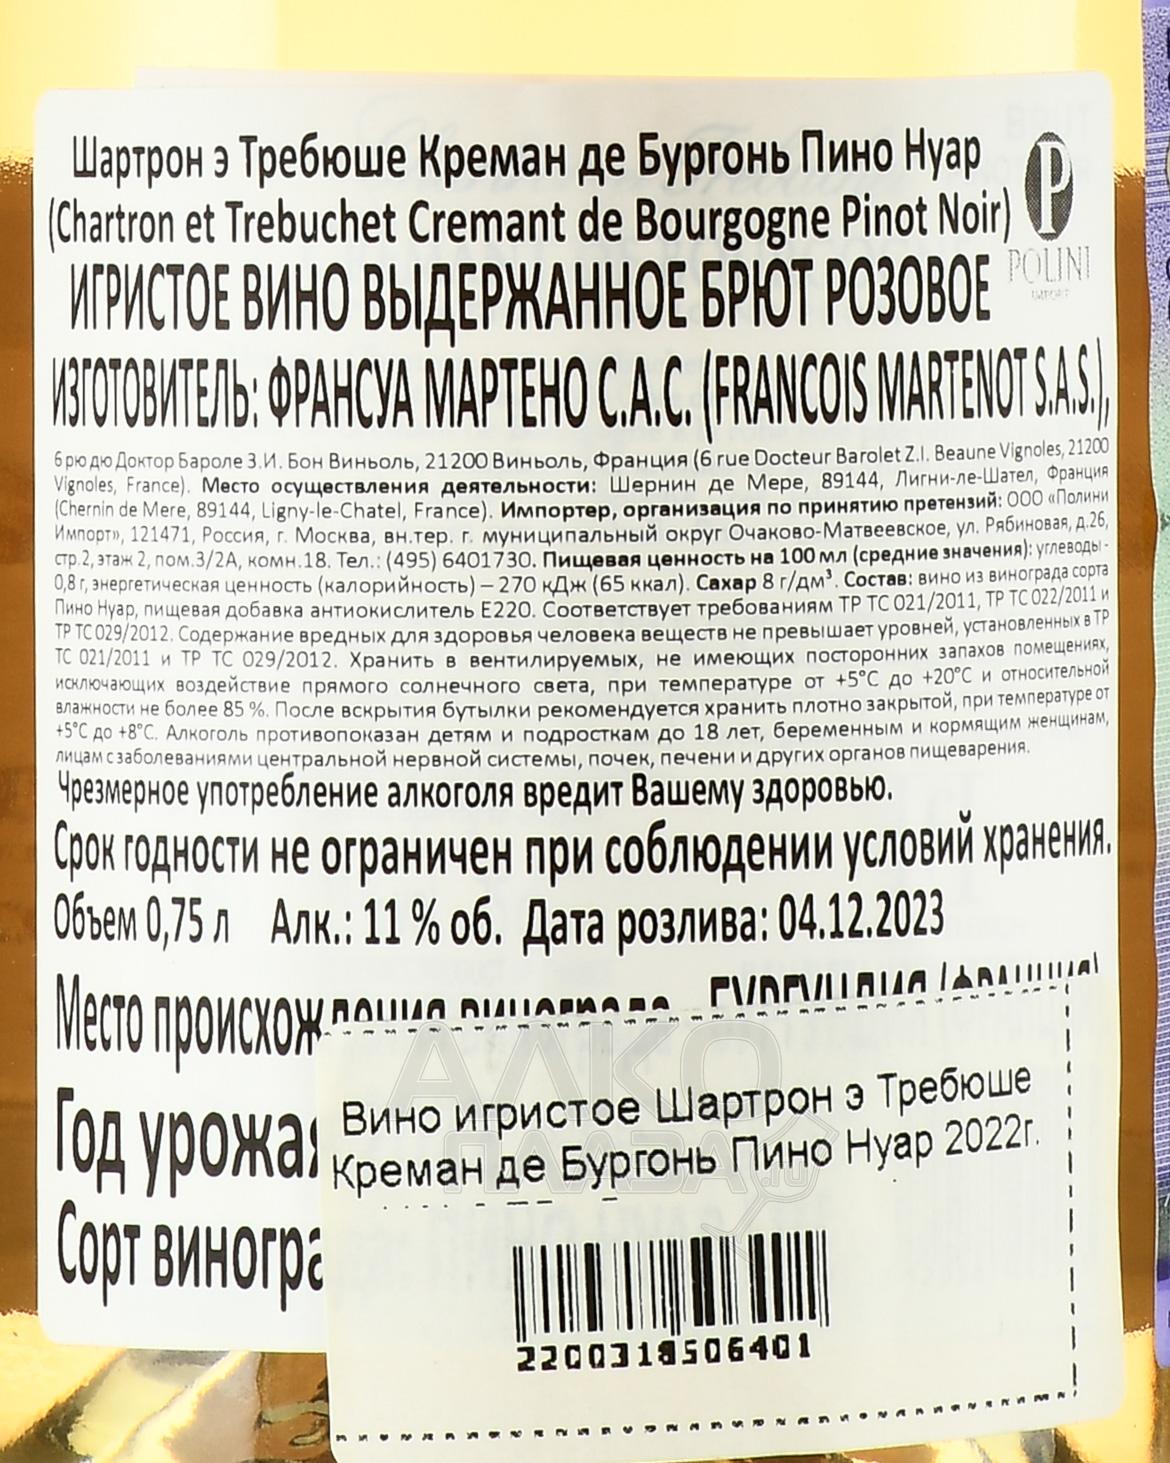 Шартрон э Требюше Креман де Бургонь Пино Нуар
(Chartron et Trebuchet Cremant de Bourgogne Pinot Noir)
POLINI
IMPORT
ИГРИСТОЕ ВИНО ВЫДЕРЖАННОЕ БРЮТ РОЗОВОЕ
ИЗГОТОВИТЕЛЬ: ФРАНСУА МАРТЕНО С.А.С. (FRANCOIS MARTENOT S.A.S.),
6 рю дю Доктор Бароле З.И. Бон Виньоль, 21200 Виньоль, Франция (6 rue Docteur Barolet Z.I. Beaune Vignoles, 21200
Vignoles, France). Место осуществления деятельности: Шернин де Мере, 89144, Лигни-ле-Шател, Франция
(Chernin de Mere, 89144, Ligny-le-Chatel, France). Импортер, организация по принятию претензий: ООО «Полини
Импорт», 121471, Россия, г. Москва, вн.тер. г. муниципальный округ Очаково-Матвеевское, ул. Рябиновая, д.26,
стр.2, этаж 2, пом.3/2А, комн.18. Тел.: (495) 6401730. Пищевая ценность на 100 мл (средние значения): углеводы -
0,8 г, энергетическая ценность (калорийность) – 270 кДж (65 ккал). Сахар 8 г/дм³. Состав: вино из винограда сорта
Пино Нуар, пищевая добавка антиокислитель Е220. Соответствует требованиям ТР ТС 021/2011, ТР ТС 022/2011 и
ТР ТС 029/2012. Содержание вредных для здоровья человека веществ не превышает уровней, установленных в ТР
ТС 021/2011 и ТР ТС 029/2012. Хранить в вентилируемых, не имеющих посторонних запахов помещениях,
исключающих воздействие прямого солнечного света, при температуре от +5°С до +20°С и относительной
влажности не более 85 %. После вскрытия бутылки рекомендуется хранить плотно закрытой, при температуре от
+5°С до +8°С. Алкоголь противопоказан детям и подросткам до 18 лет, беременным и кормящим женщинам,
лицам с заболеваниями центральной нервной системы, почек, печени и других органов пищеварения.
Чрезмерное употребление алкоголя вредит Вашему здоровью.
Срок годности не ограничен при соблюдении условий хранения.
Объем 0,75 л Алк.: 11 % об. Дата розлива: 04.12.2023
Место происхождения винограда БУРГУНДИЯ (ФРАНЦИЯ)
Год урожая
Сорт виногра
Вино игристое Шартрон э Требюше
Креман де Бургонь Пино Нуар 2022г.
2200318506401
АЛКО
ПЛАЗА.ru